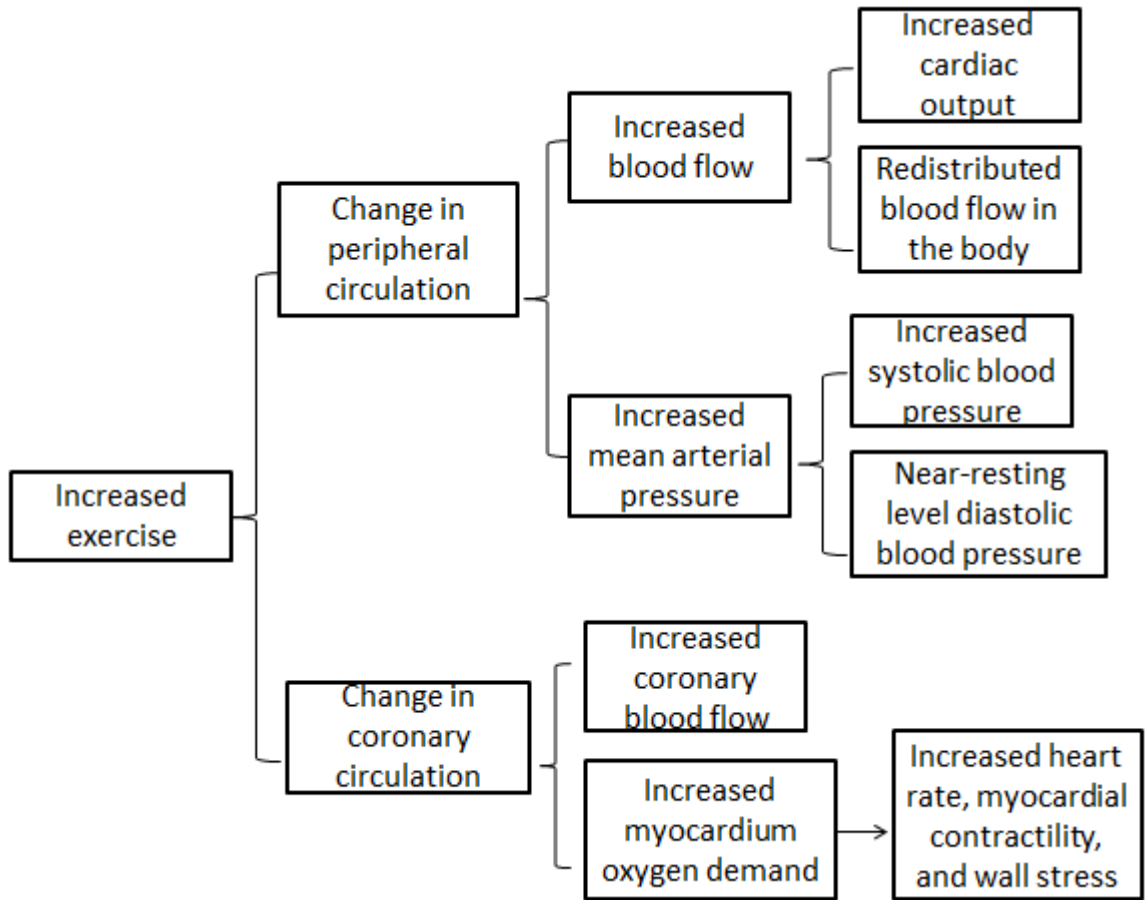 Increased
exercise
Change in
peripheral
circulation
Increased
blood flow
Increased
cardiac
output
Redistributed
blood flow in
the body
Increased
mean arterial
pressure
Increased
systolic blood
pressure
Near-resting
level diastolic
blood pressure
Change in
coronary
circulation
Increased
coronary
blood flow
Increased
myocardium
oxygen demand
Increased heart
rate, myocardial
contractility,
and wall stress